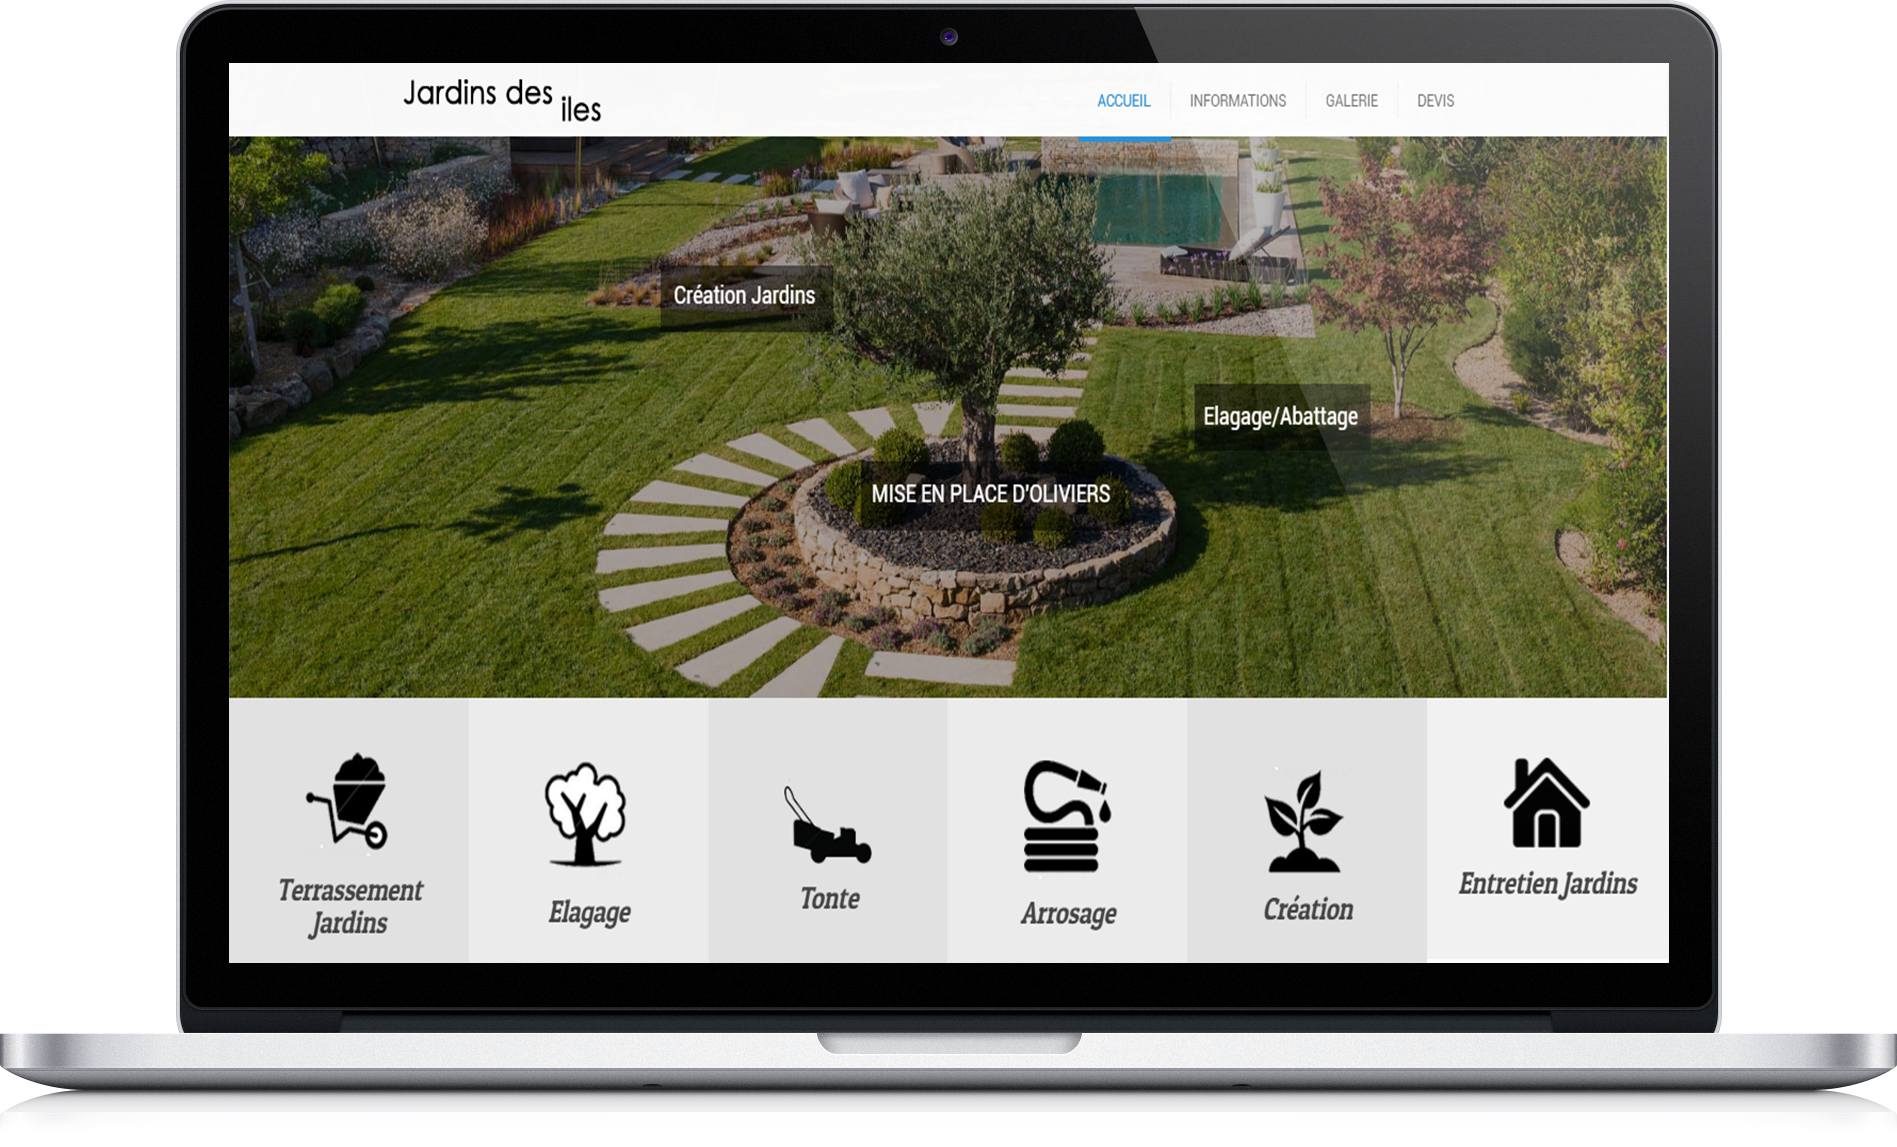 Jardins des
iles
ACCUEIL
INFORMATIONS
GALERIE
DEVIS
Création Jardins
Elagage/Abattage
MISE EN PLACE D'OLIVIERS
Terrassement
Jardins
Elagage
Tonte
Arrosage
Création
Entretien Jardins